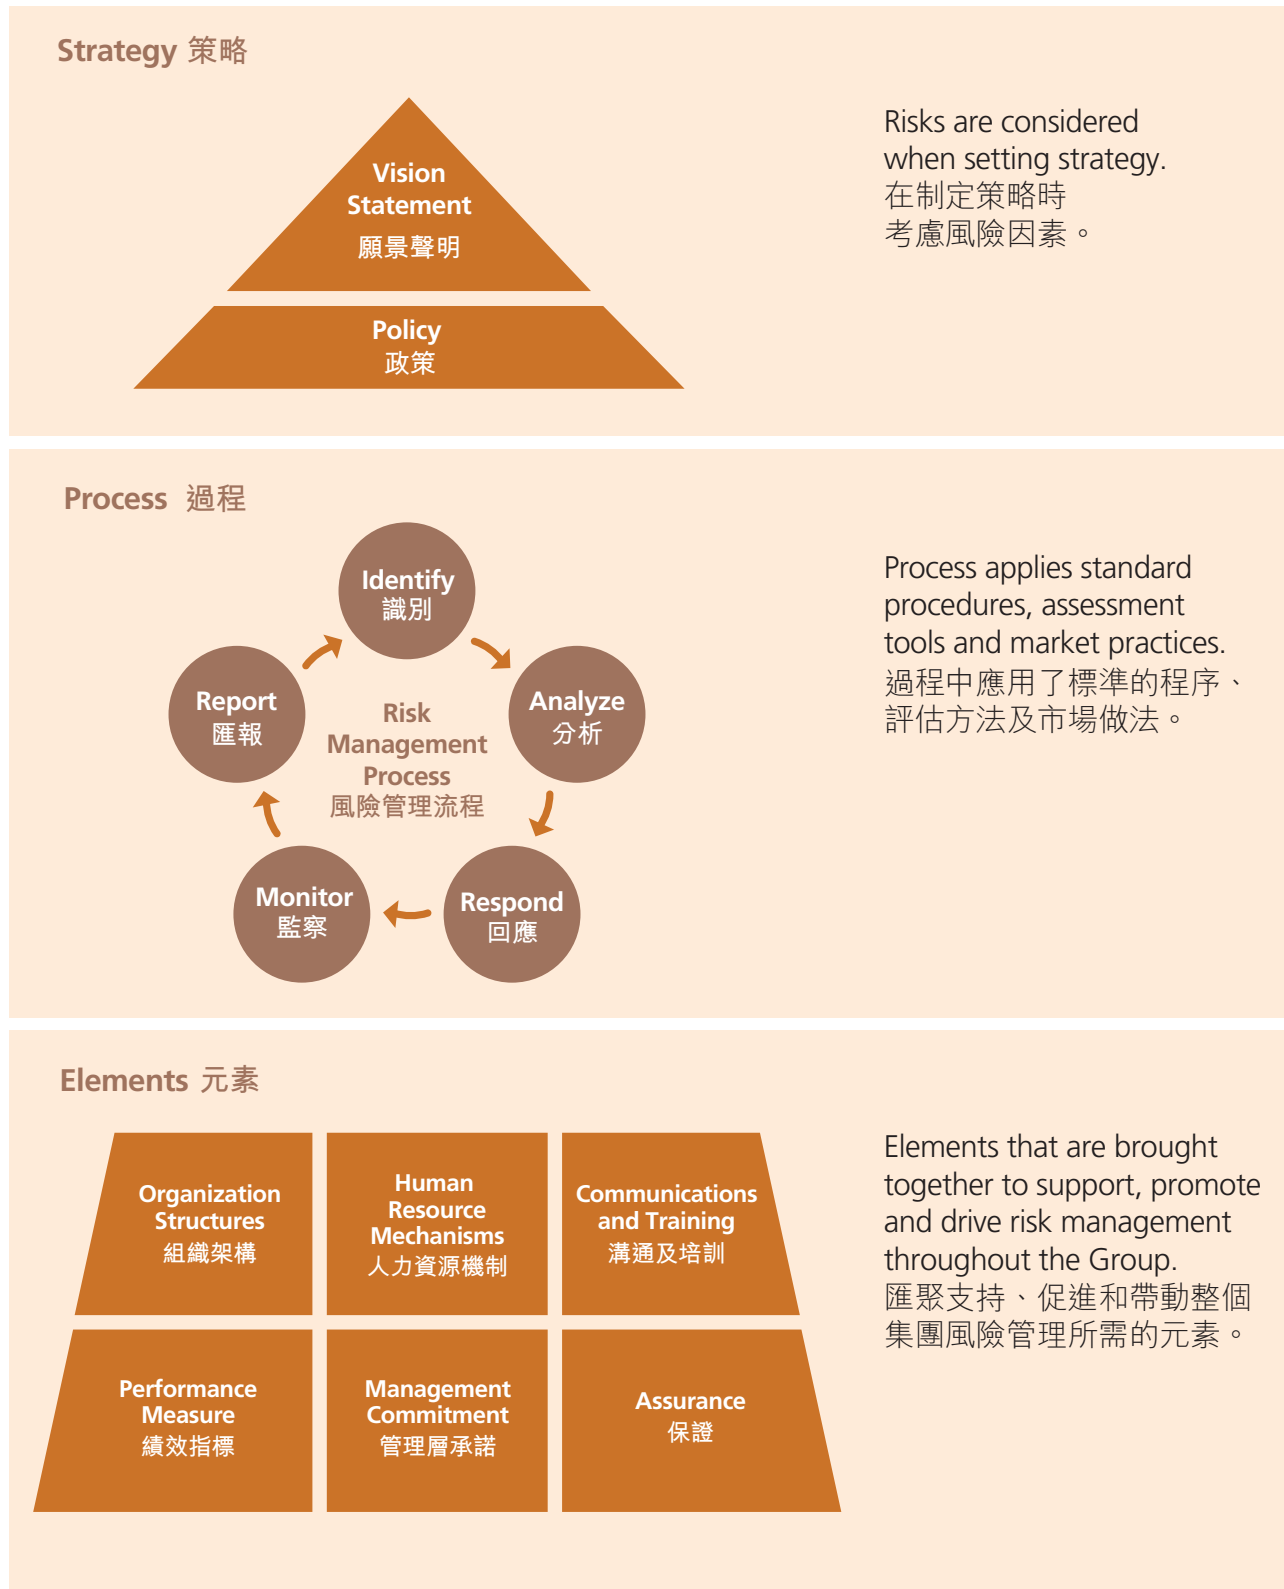 Strategy 策略
Vision
Statement
願景聲明
Policy
政策
Risks are considered
when setting strategy.
在制定策略時
考慮風險因素。
Process 過程
Identify
識別
Analyze
分析
Respond
回應
Monitor
監察
Report
匯報
Risk
Management
Process
風險管理流程
Process applies standard
procedures, assessment
tools and market practices.
過程中應用了標準的程序、
評估方法及市場做法。
Elements 元素
Organization
Structures
組織架構
Human
Resource
Mechanisms
人力資源機制
Communications
and Training
溝通及培訓
Performance
Measure
績效指標
Management
Commitment
管理層承諾
Assurance
保證
Elements that are brought
together to support, promote
and drive risk management
throughout the Group.
匯聚支持、促進和帶動整個
集團風險管理所需的元素。